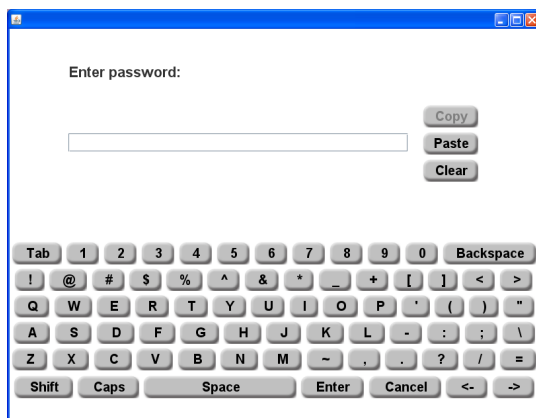 Enter password:
Copy
Paste
Clear
Tab 1 2 3 4 5 6 7 8 9 0 Backspace
! @ # $ % ^ & * _ + [ ] < >
Q W E R T Y U I O P ' ( ) "
A S D F G H J K L - : ; \
Z X C V B N M ~ , . ? / =
Shift Caps Space Enter Cancel <- ->